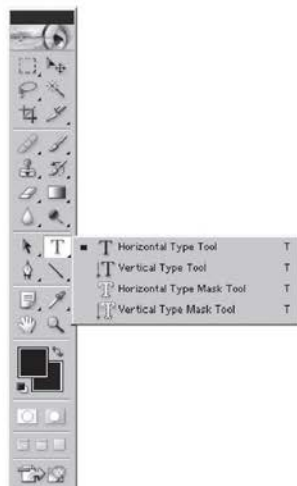 T
Horizontal Type Tool T
Vertical Type Tool T
Horizontal Type Mask Tool T
Vertical Type Mask Tool T